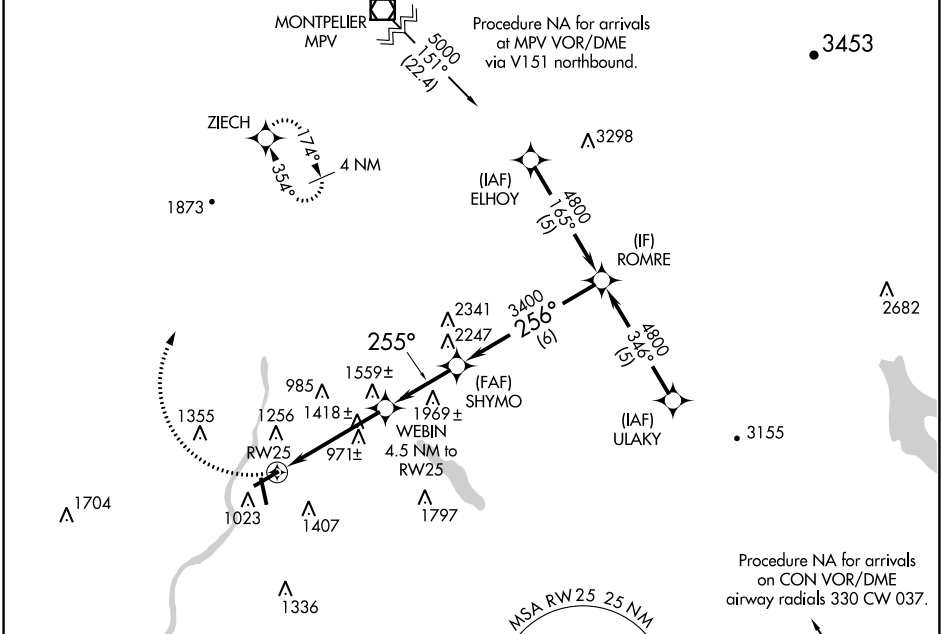 MONTPELIER
MPV
5000
151°
(22.4)
Procedure NA for arrivals
at MPV VOR/DME
via V151 northbound.
3453
ZIECH
174°
354°
4 NM
3298
(IAF)
ELHOY
4800
165°
(5)
1873
(IF)
ROMRE
2682
3400
256°
(6)
2341
2247
255°
4800
346°
(5)
(FAF)
SHYMO
1559±
985
1418±
1969±
(IAF)
ULAKY
3155
1355
1256
WEBIN
4.5 NM to
RW25
971±
RW25
1704
1023
1407
1797
1336
Procedure NA for arrivals
on CON VOR/DME
airway radials 330 CW 037.
MSA RW25 25 NM